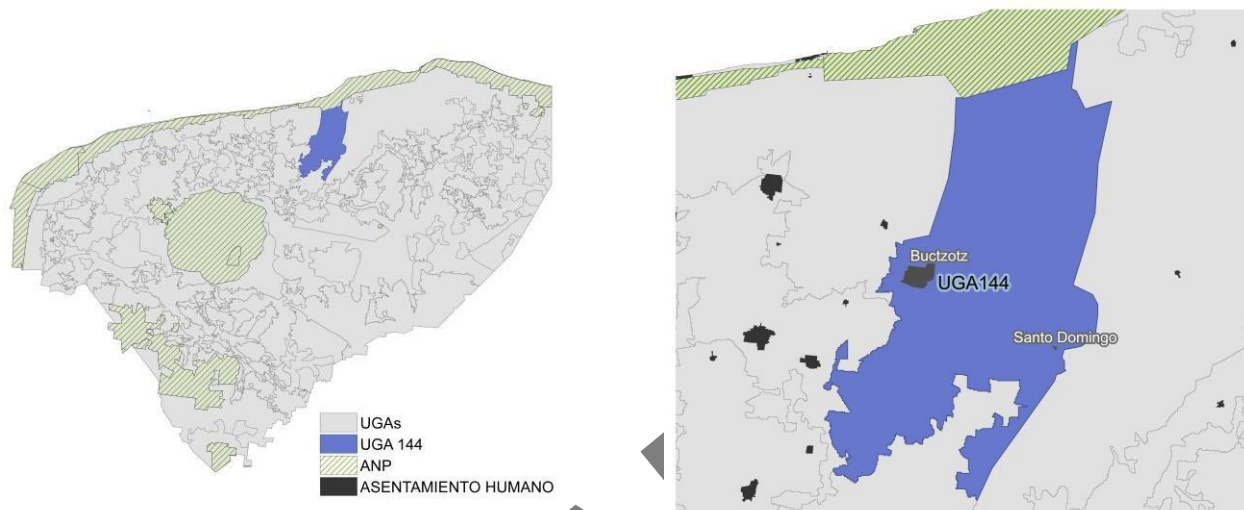 UGAs
UGA 144
ANP
ASENTAMIENTO HUMANO
Buctzotz
UGA144
Santo Domingo